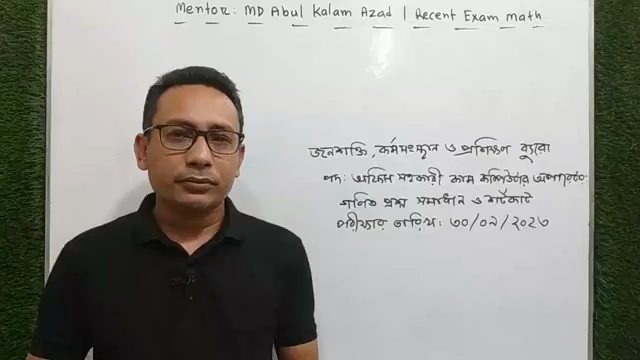 Mentor: MD Abul Kalam Azad | Recent Exam Math
জনশক্তি, কর্মসংস্থান ও প্রশিক্ষণ ব্যুরো
পদ: অফিস সহকারী কাম কম্পিউটার অপারেটর
গণিত প্রশ্ন সমাধান ও শর্টকাট
পরীক্ষার তারিখ: ৩০/০৯/২০২৩